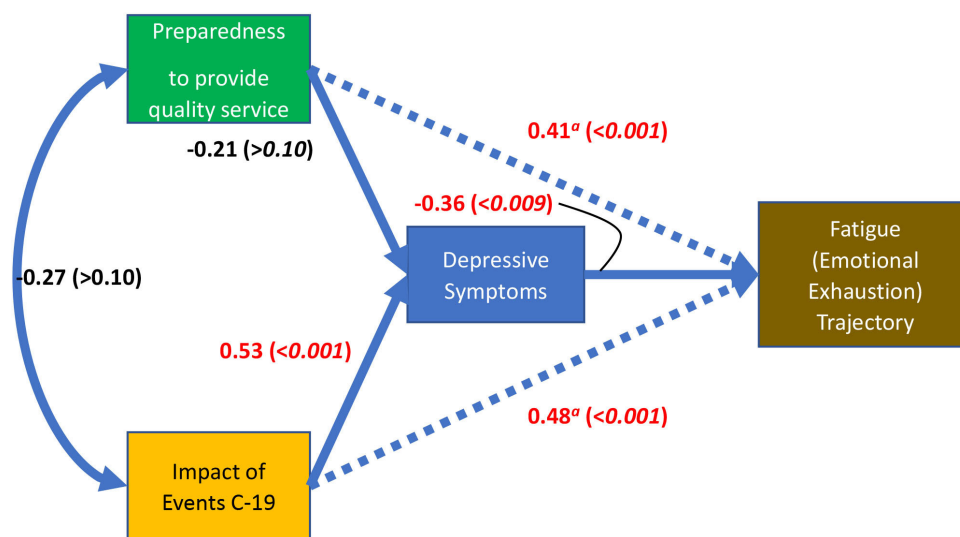 Preparedness
to provide
quality service
0.41ᵃ (<0.001)
-0.21 (>0.10)
-0.36 (<0.009)
Depressive
Symptoms
Fatigue
(Emotional
Exhaustion)
Trajectory
-0.27 (>0.10)
0.53 (<0.001)
0.48ᵃ (<0.001)
Impact of
Events C-19